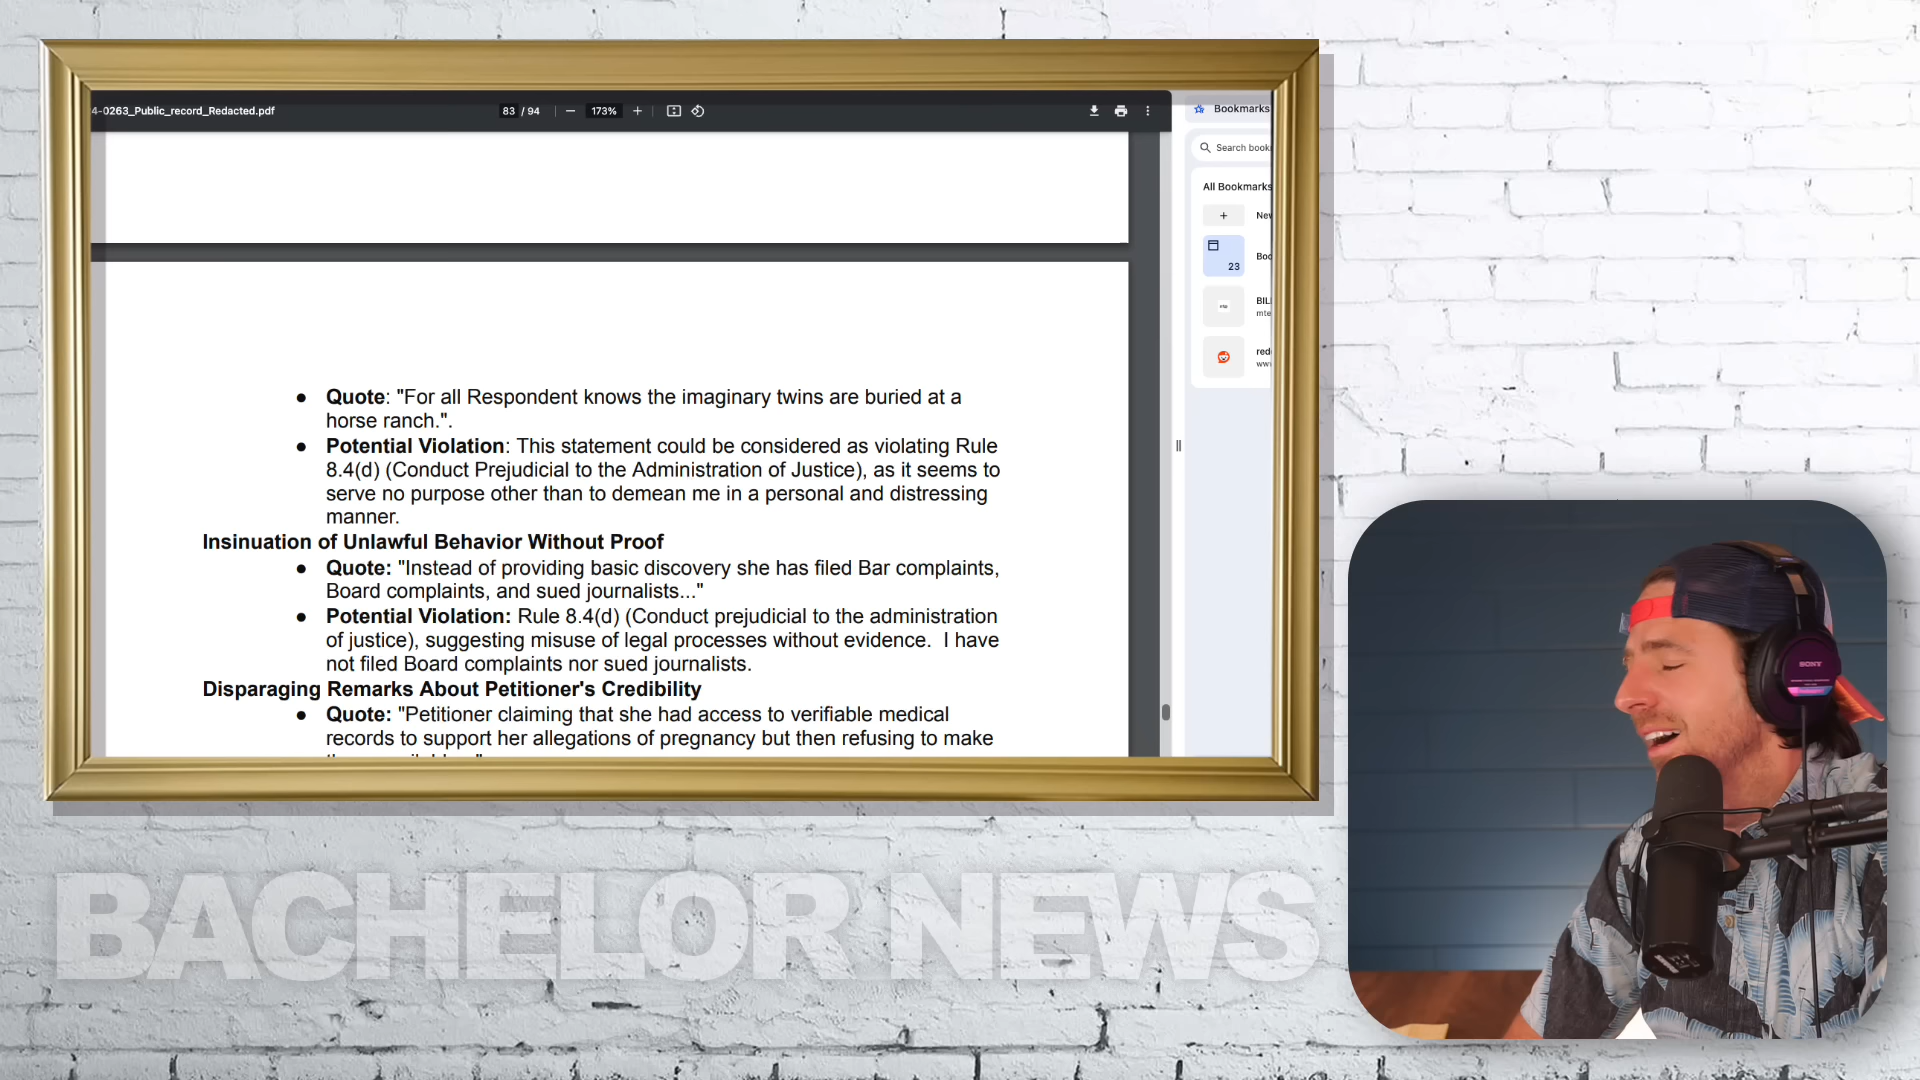 4-0263_Public_record_Redacted.pdf
83 / 94
173%
Bookmarks
Search
All Bookmarks
23
● Quote: "For all Respondent knows the imaginary twins are buried at a
horse ranch.".
● Potential Violation: This statement could be considered as violating Rule
8.4(d) (Conduct Prejudicial to the Administration of Justice), as it seems to
serve no purpose other than to demean me in a personal and distressing
manner.
Insinuation of Unlawful Behavior Without Proof
● Quote: "Instead of providing basic discovery she has filed Bar complaints,
Board complaints, and sued journalists..."
● Potential Violation: Rule 8.4(d) (Conduct prejudicial to the administration
of justice), suggesting misuse of legal processes without evidence. I have
not filed Board complaints nor sued journalists.
Disparaging Remarks About Petitioner's Credibility
● Quote: "Petitioner claiming that she had access to verifiable medical
records to support her allegations of pregnancy but then refusing to make
BACHELOR NEWS
SONY